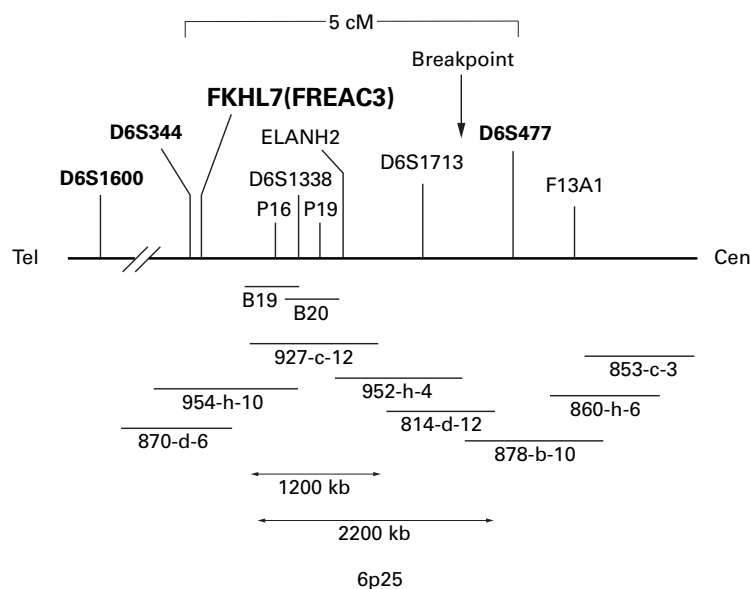 5 cM
Breakpoint
FKHL7(FREAC3)
D6S344
ELANH2
D6S477
D6S1600
D6S1338
D6S1713
F13A1
P16
P19
Tel
Cen
B19
B20
927-c-12
853-c-3
954-h-10
952-h-4
860-h-6
814-d-12
870-d-6
878-b-10
1200 kb
2200 kb
6p25